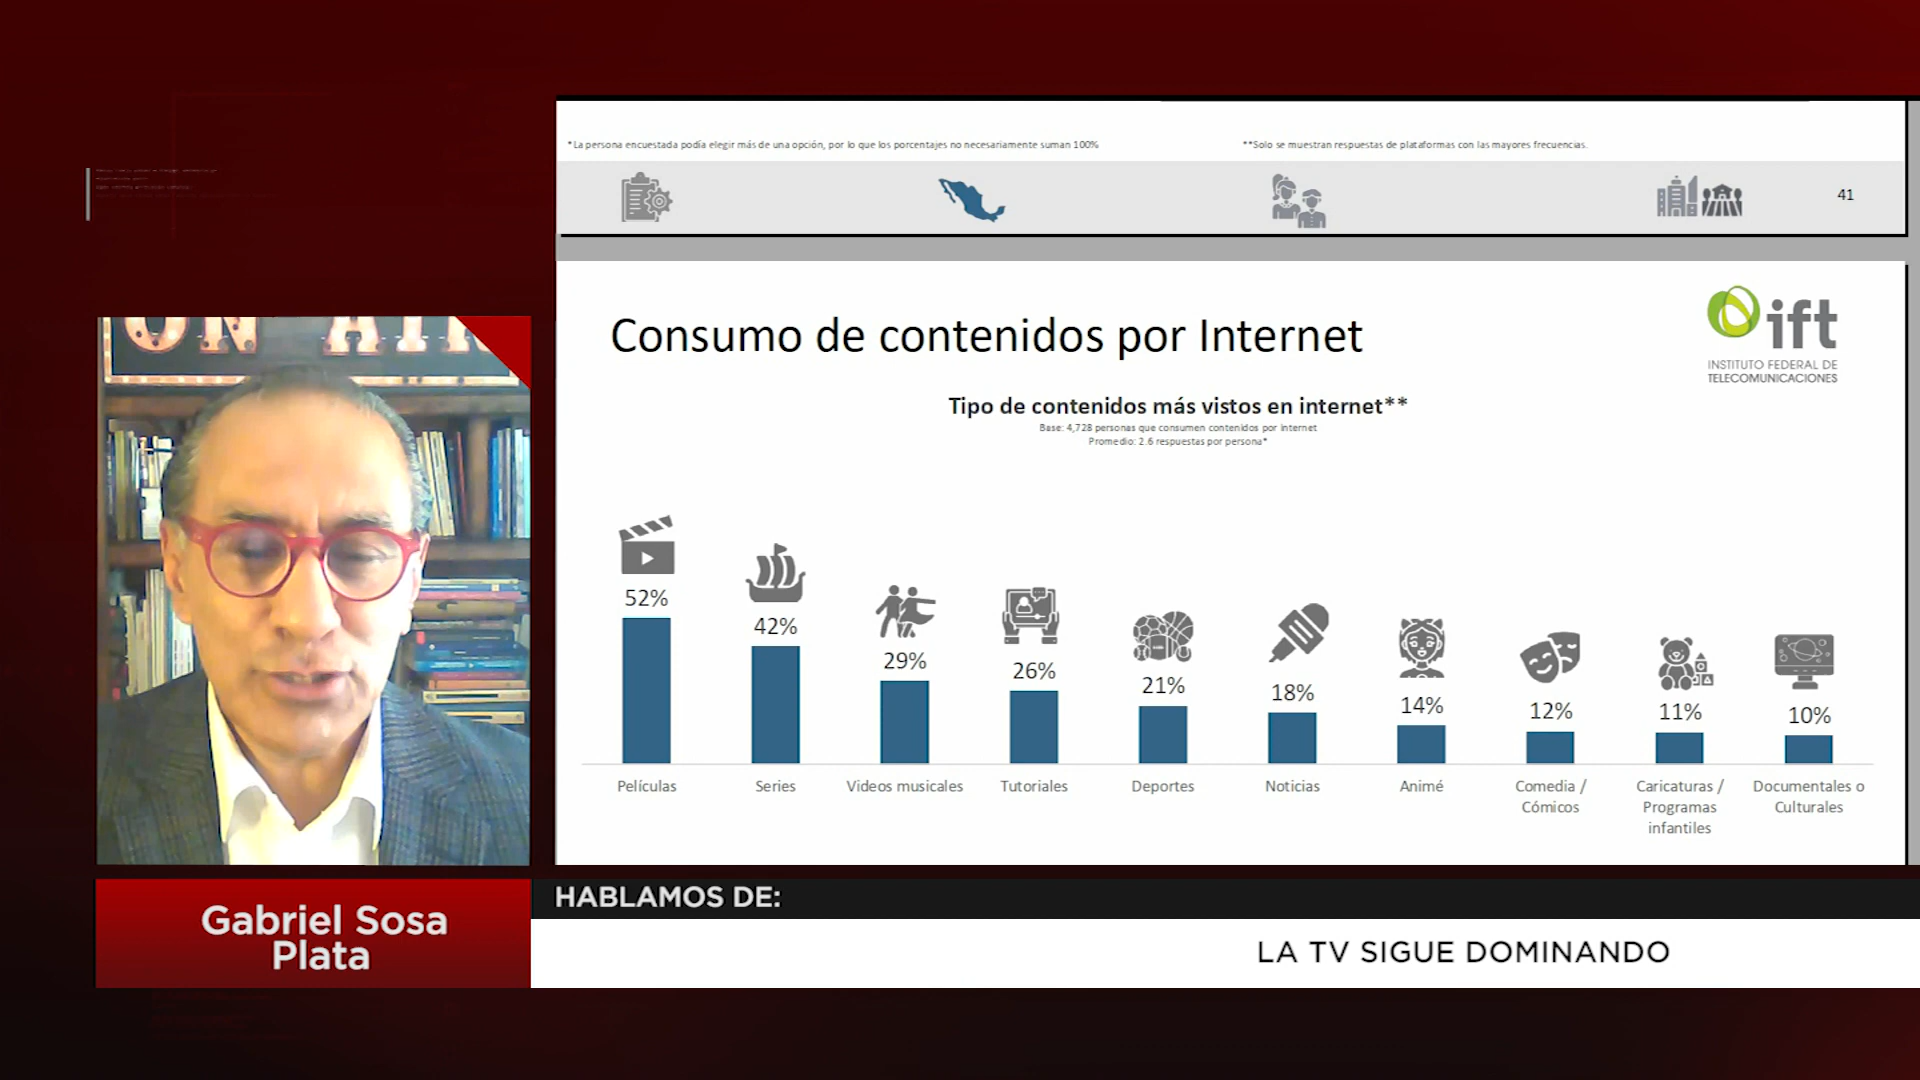 *La persona encuestada podía elegir más de una opción, por lo que los porcentajes no necesariamente suman 100%
**Solo se muestran respuestas de plataformas con las mayores frecuencias.
41
Consumo de contenidos por Internet
ift
INSTITUTO FEDERAL DE
TELECOMUNICACIONES
Tipo de contenidos más vistos en internet**
Base: 4,728 personas que consumen contenidos por internet
Promedio: 2.6 respuestas por persona*
52%
42%
29%
26%
21%
18%
14%
12%
11%
10%
Películas
Series
Videos musicales
Tutoriales
Deportes
Noticias
Animé
Comedia /
Cómicos
Caricaturas /
Programas
infantiles
Documentales o
Culturales
ON AIR
Gabriel Sosa
Plata
HABLAMOS DE:
LA TV SIGUE DOMINANDO